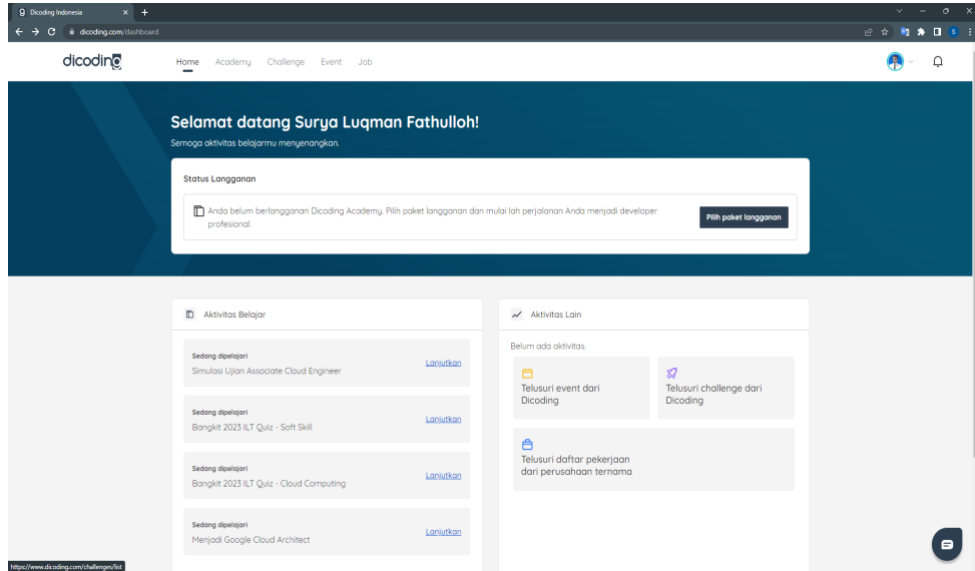 Dicoding Indonesia
dicoding.com/dashboard
dicoding
Home Academy Challenge Event Job
Selamat datang Surya Luqman Fathulloh!
Semoga aktivitas belajarmu menyenangkan.
Status Langganan
Anda belum berlangganan Dicoding Academy. Pilih paket langganan dan mulai lah perjalanan Anda menjadi developer
profesional.
Pilih paket langganan
Aktivitas Belajar
Sedang dipelajari
Simulasi Ujian Associate Cloud Engineer
Lanjutkan
Sedang dipelajari
Bangkit 2023 ILT Quiz - Soft Skill
Lanjutkan
Sedang dipelajari
Bangkit 2023 ILT Quiz - Cloud Computing
Lanjutkan
Sedang dipelajari
Menjadi Google Cloud Architect
Lanjutkan
Aktivitas Lain
Belum ada aktivitas.
Telusuri event dari
Dicoding
Telusuri challenge dari
Dicoding
Telusuri daftar pekerjaan
dari perusahaan ternama
https://www.dicoding.com/challenges/list